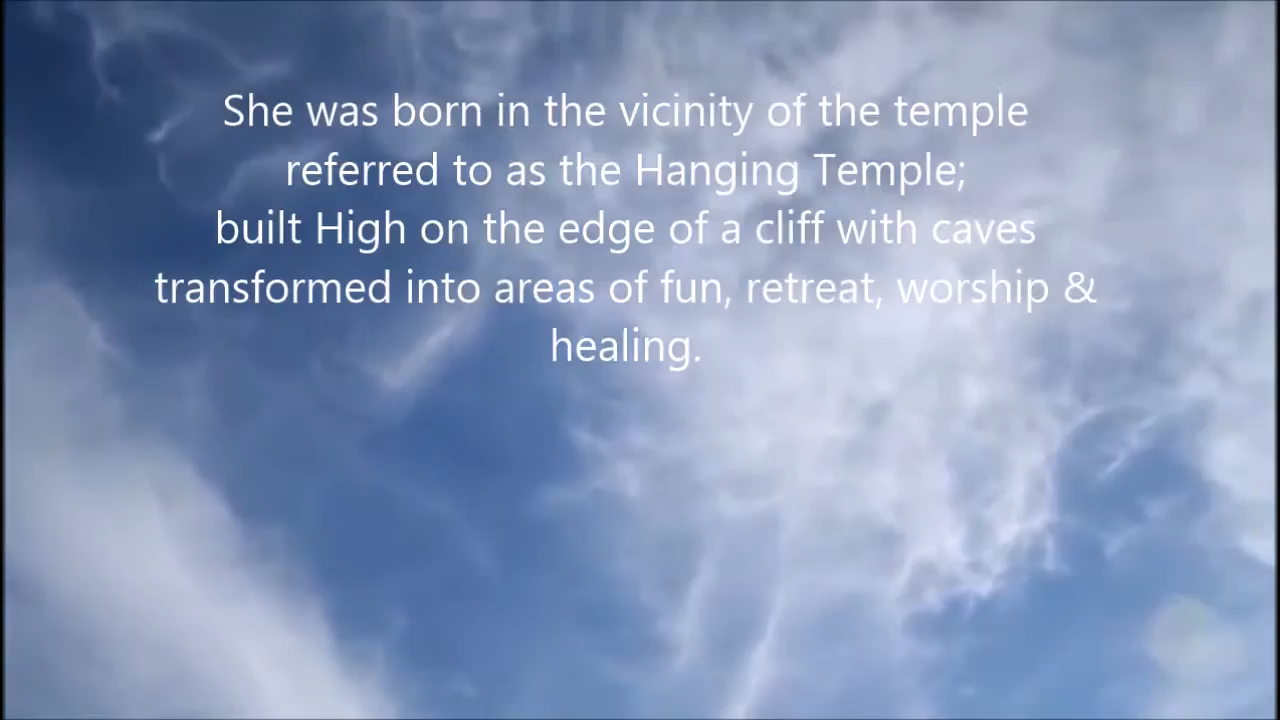 She was born in the vicinity of the temple
referred to as the Hanging Temple;
built High on the edge of a cliff with caves
transformed into areas of fun, retreat, worship &
healing.